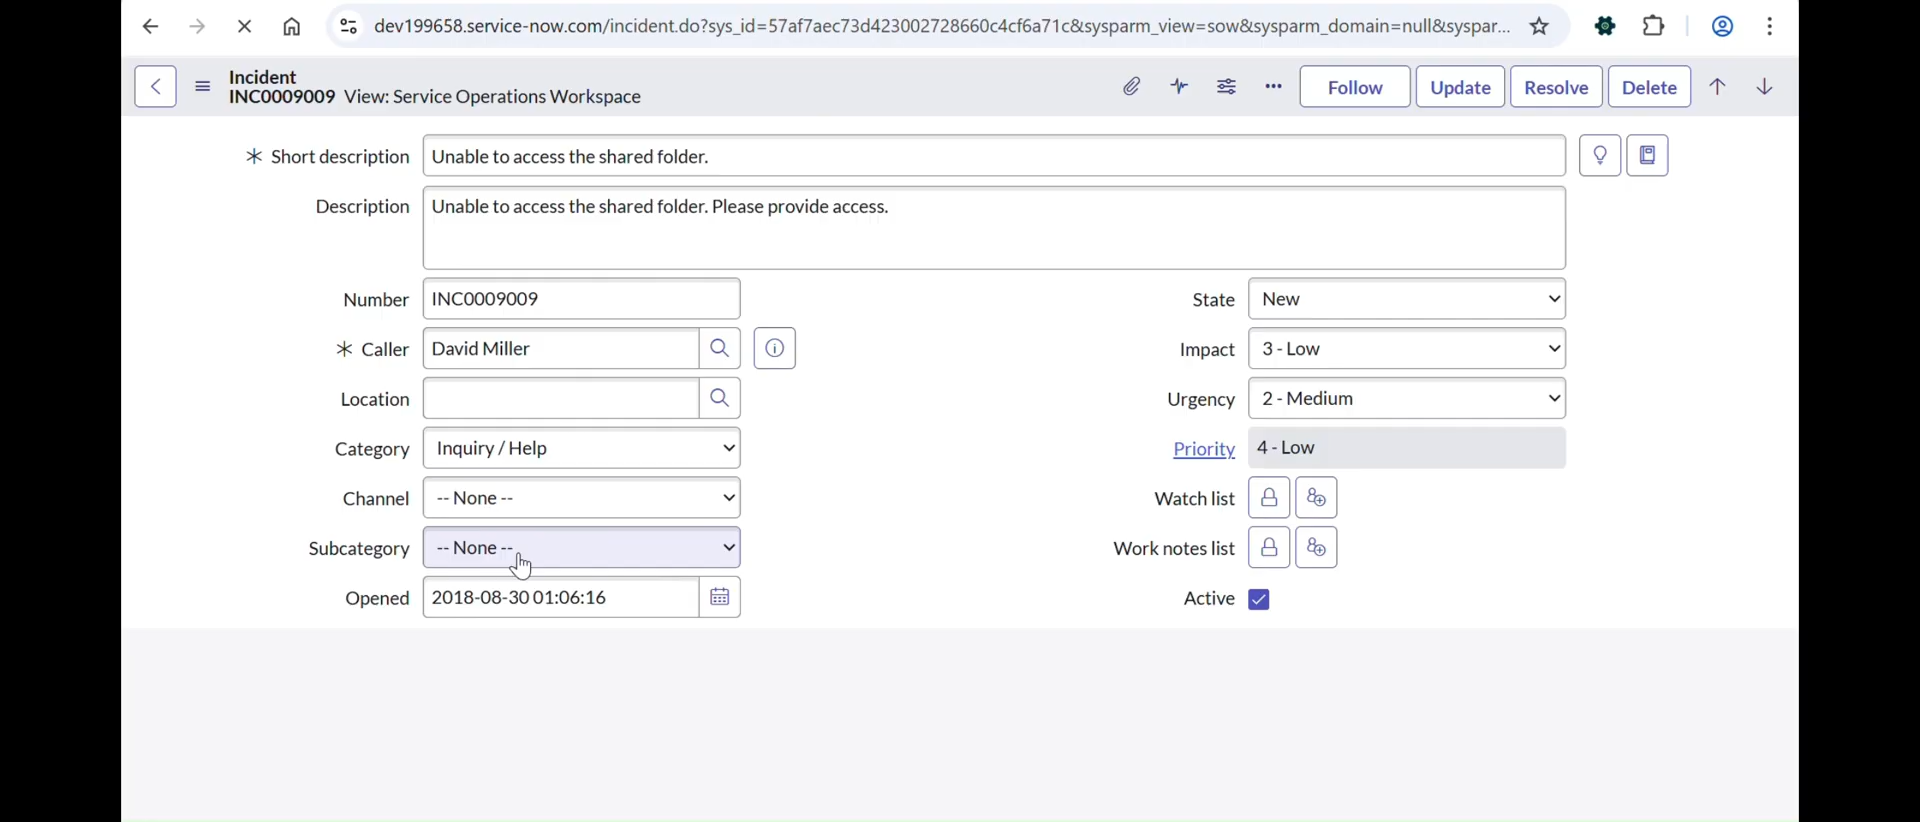 dev199658.service-now.com/incident.do?sys_id=57af7aec73d423002728660c4cf6a71c&sysparm_view=sow&sysparm_domain=null&syspar...
Incident
INC0009009 View: Service Operations Workspace
Follow Update Resolve Delete
Short description Unable to access the shared folder.
Description Unable to access the shared folder. Please provide access.
Number INC0009009 State New
Caller David Miller Impact 3 - Low
Location Urgency 2 - Medium
Category Inquiry / Help Priority 4 - Low
Channel -- None -- Watch list
Subcategory -- None -- Work notes list
Opened 2018-08-30 01:06:16 Active